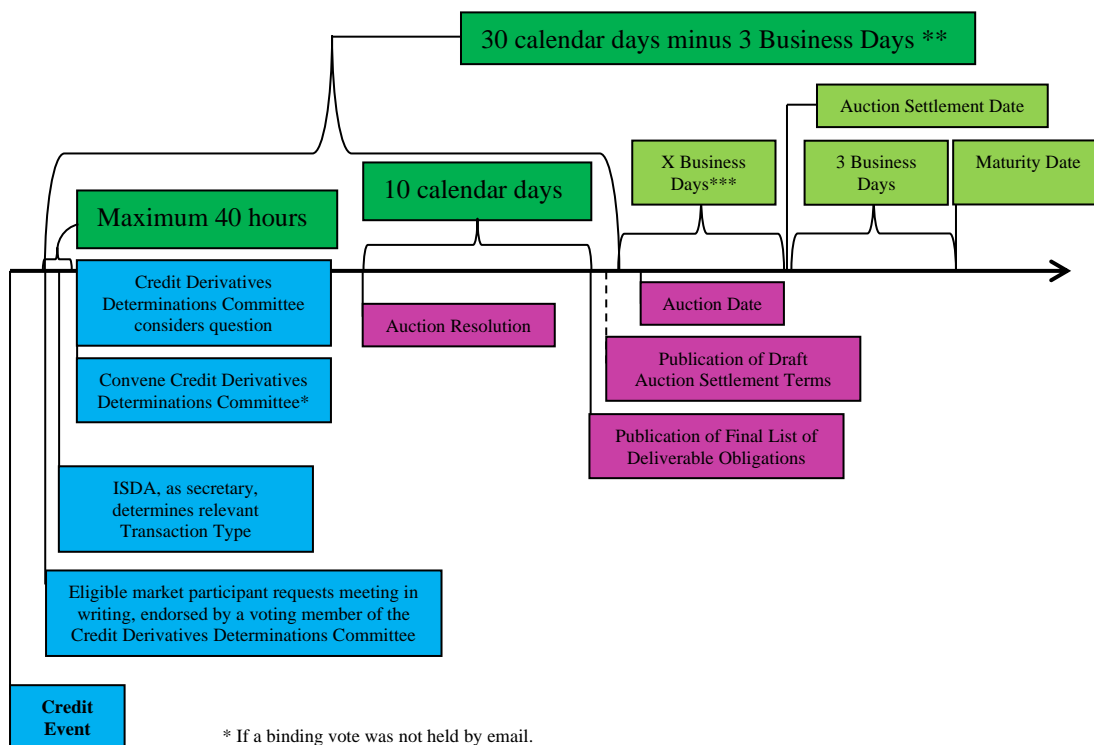 30 calendar days minus 3 Business Days **
Auction Settlement Date
X Business
Days***
3 Business
Days
Maturity Date
10 calendar days
Maximum 40 hours
Credit Derivatives
Determinations Committee
considers question
Auction Resolution
Auction Date
Convene Credit Derivatives
Determinations Committee*
Publication of Draft
Auction Settlement Terms
Publication of Final List of
Deliverable Obligations
ISDA, as secretary,
determines relevant
Transaction Type
Eligible market participant requests meeting in
writing, endorsed by a voting member of the
Credit Derivatives Determinations Committee
Credit
Event
* If a binding vote was not held by email.